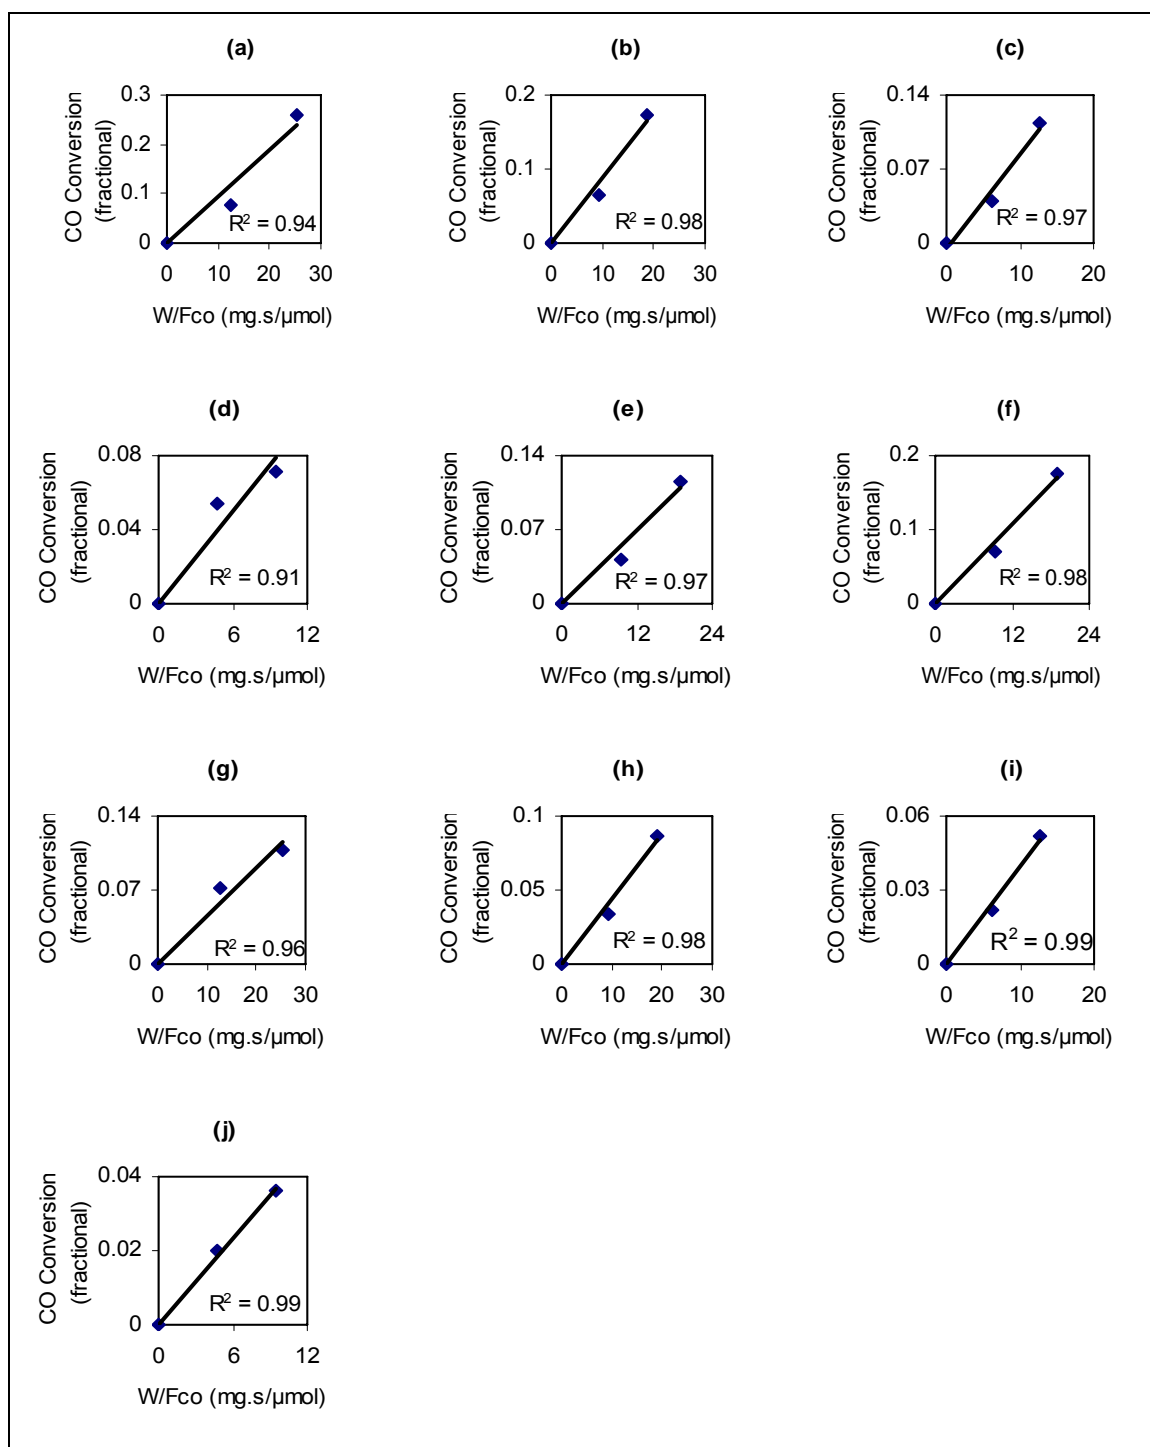 (a)
CO Conversion
(fractional)
0.3
0.2
0.1
0
R² = 0.94
0 10 20 30
W/Fco (mg.s/µmol)
(b)
CO Conversion
(fractional)
0.2
0.1
0
R² = 0.98
0 10 20 30
W/Fco (mg.s/µmol)
(c)
CO Conversion
(fractional)
0.14
0.07
0
R² = 0.97
0 10 20
W/Fco (mg.s/µmol)
(d)
CO Conversion
(fractional)
0.08
0.04
0
R² = 0.91
0 6 12
W/Fco (mg.s/µmol)
(e)
CO Conversion
(fractional)
0.14
0.07
0
R² = 0.97
0 12 24
W/Fco (mg.s/µmol)
(f)
CO Conversion
(fractional)
0.2
0.1
0
R² = 0.98
0 12 24
W/Fco (mg.s/µmol)
(g)
CO Conversion
(fractional)
0.14
0.07
0
R² = 0.96
0 10 20 30
W/Fco (mg.s/µmol)
(h)
CO Conversion
(fractional)
0.1
0.05
0
R² = 0.98
0 10 20 30
W/Fco (mg.s/µmol)
(i)
CO Conversion
(fractional)
0.06
0.03
0
R² = 0.99
0 10 20
W/Fco (mg.s/µmol)
(j)
CO Conversion
(fractional)
0.04
0.02
0
R² = 0.99
0 6 12
W/Fco (mg.s/µmol)